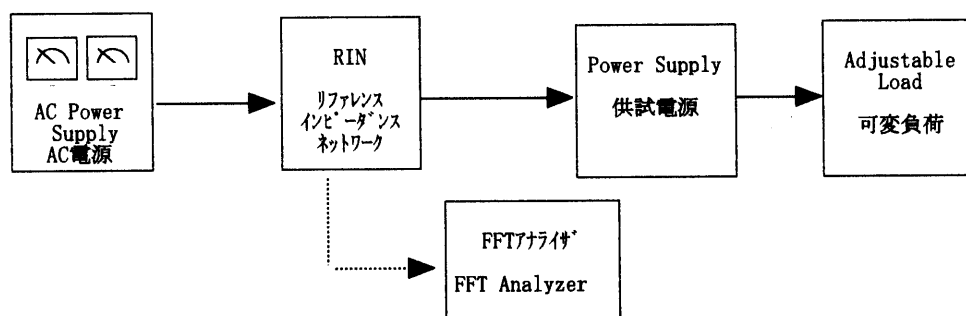 AC Power
Supply
AC電源
RIN
リファレンス
インピーダンス
ネットワーク
Power Supply
供試電源
Adjustable
Load
可変負荷
FFTアナライザ
FFT Analyzer